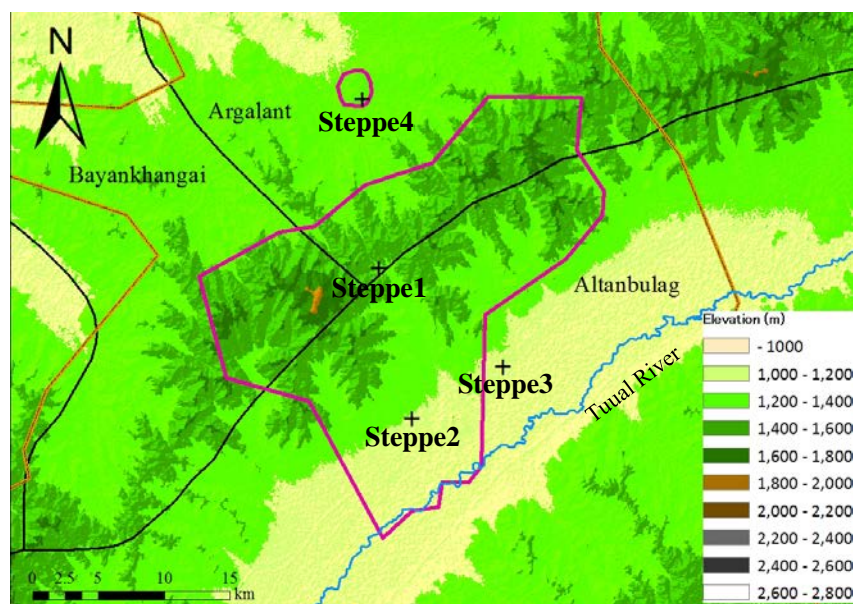 N
Argalant
Steppe4
Bayankhangai
Steppe1
Altanbulag
Steppe3
Tuual River
Steppe2
Elevation (m)
- 1000
1,000 - 1,200
1,200 - 1,400
1,400 - 1,600
1,600 - 1,800
1,800 - 2,000
2,000 - 2,200
2,200 - 2,400
2,400 - 2,600
2,600 - 2,800
0 2.5 5 10 15
km